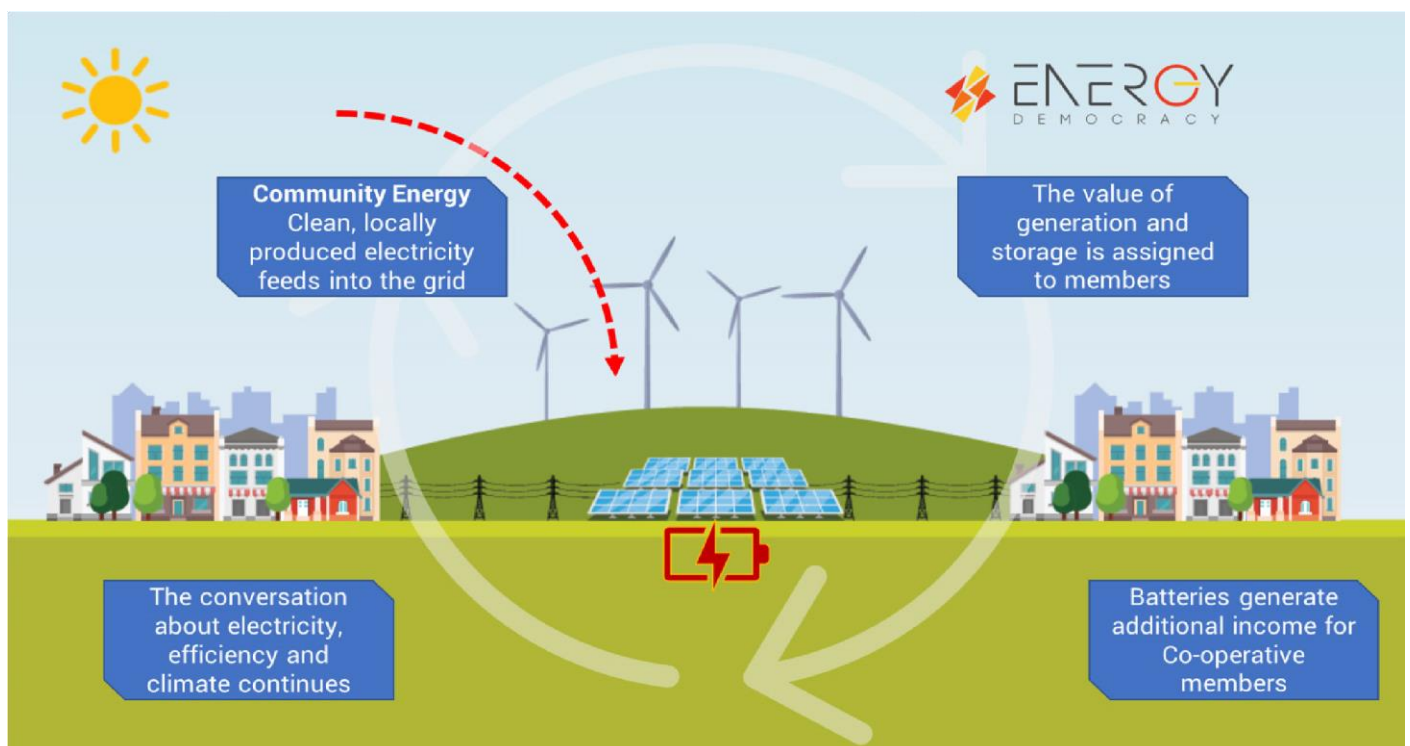 ENERGY
DEMOCRACY
Community Energy
Clean, locally
produced electricity
feeds into the grid
The value of
generation and
storage is assigned
to members
The conversation
about electricity,
efficiency and
climate continues
Batteries generate
additional income for
Co-operative
members